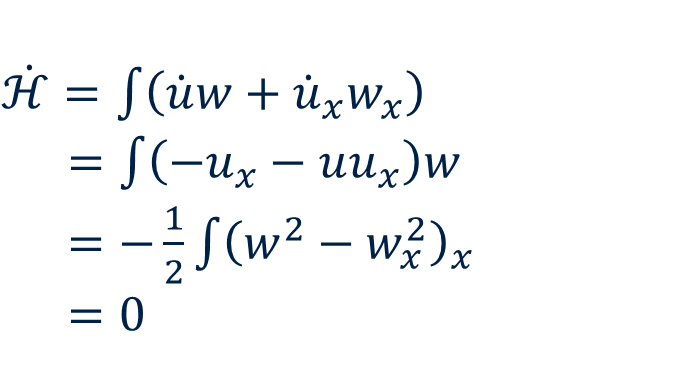 ℋ̇ = ∫(u̇w + u̇ₓwₓ)
= ∫(−uₓ − uuₓ)w
= −½∫(w² − wₓ²)ₓ
= 0